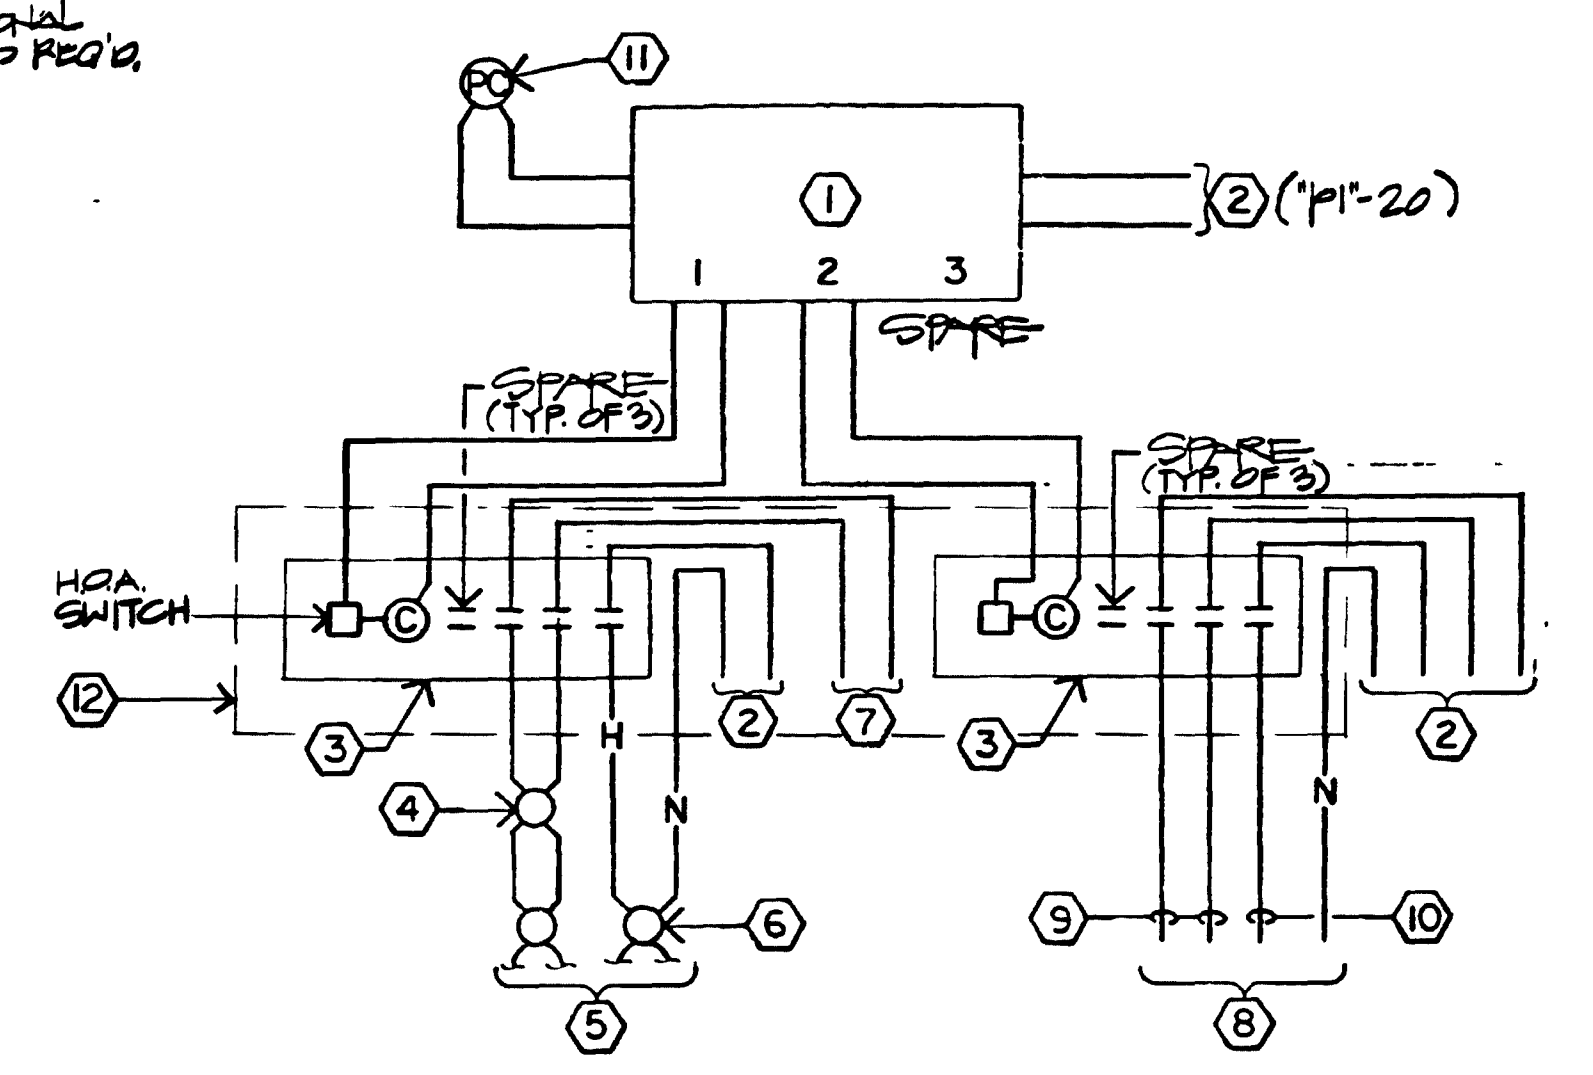 REQ'D.
11
PC
1
2 ("P1"-20)
1 2 3
SPARE
SPARE
(TYP. OF 3)
SPARE
(TYP. OF 3)
H.O.A.
SWITCH
C
C
12
3
H
2
7
3
2
4
N
N
6
9
10
5
8